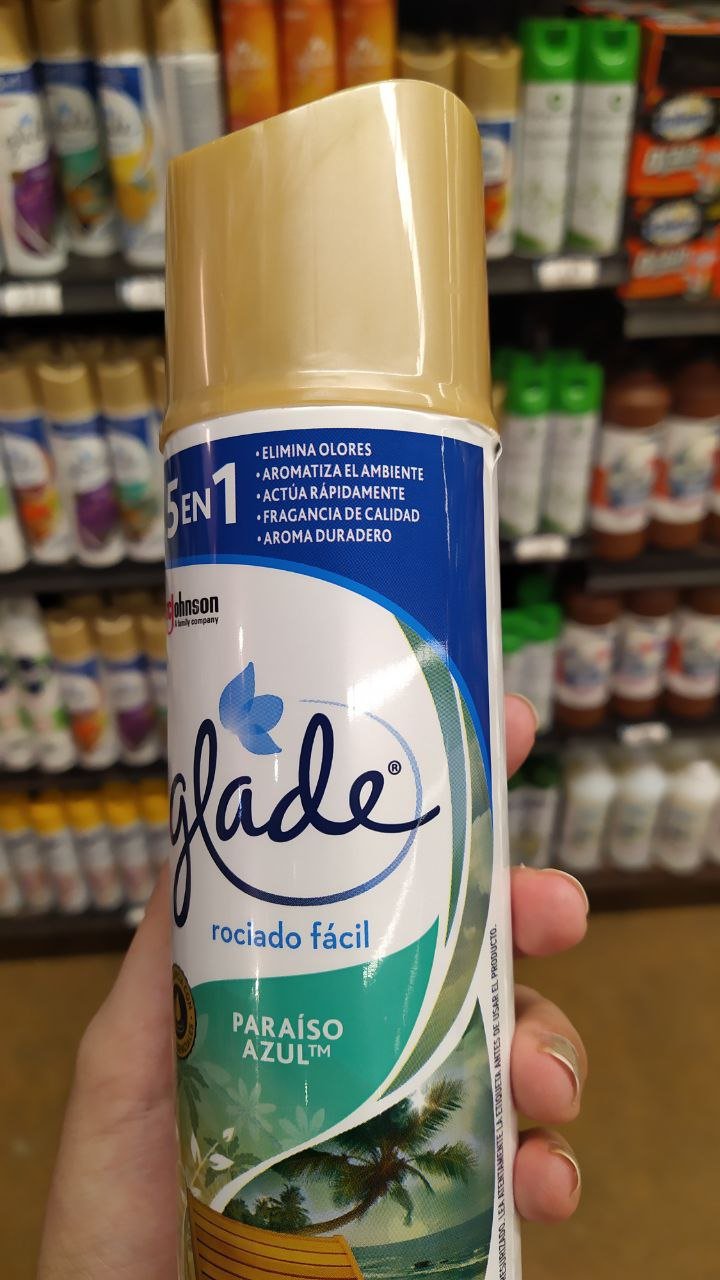 5 EN 1
• ELIMINA OLORES
• AROMATIZA EL AMBIENTE
• ACTÚA RÁPIDAMENTE
• FRAGANCIA DE CALIDAD
• AROMA DURADERO
Johnson
A family company
glade®
rociado fácil
PARAÍSO
AZUL™
LEA ATENTAMENTE LA ETIQUETA ANTES DE USAR EL PRODUCTO.